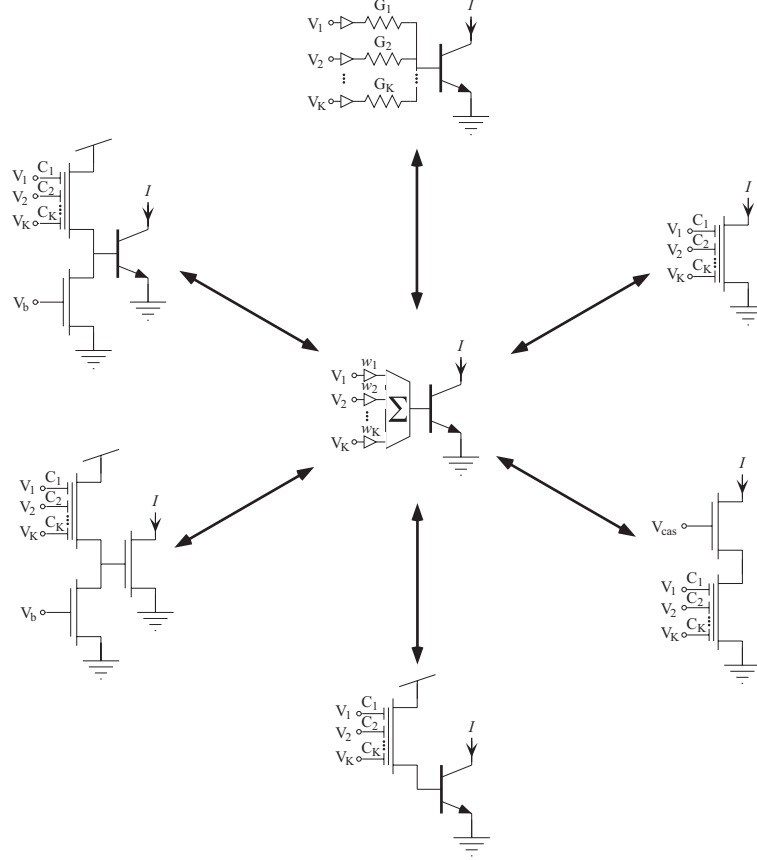 I
V1 G1
V2 G2
VK GK
V1 C1
V2 C2
VK CK
I
Vb
I
V1 C1
V2 C2
VK CK
I
V1 w1
V2 w2
VK wK
Σ
V1 C1
V2 C2
VK CK
I
Vb
I
Vcas
V1 C1
V2 C2
VK CK
V1 C1
V2 C2
VK CK
I